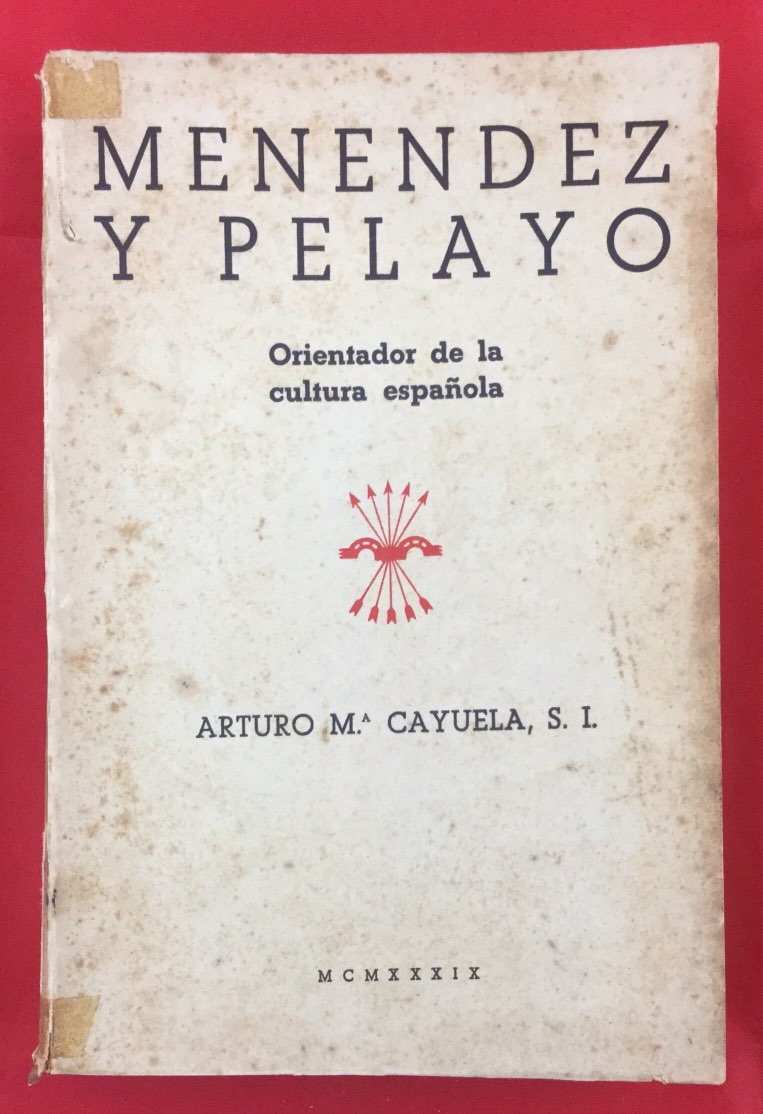 MENENDEZ
Y PELAYO
Orientador de la
cultura española
ARTURO M.ᴬ CAYUELA, S. I.
MCMXXXIX